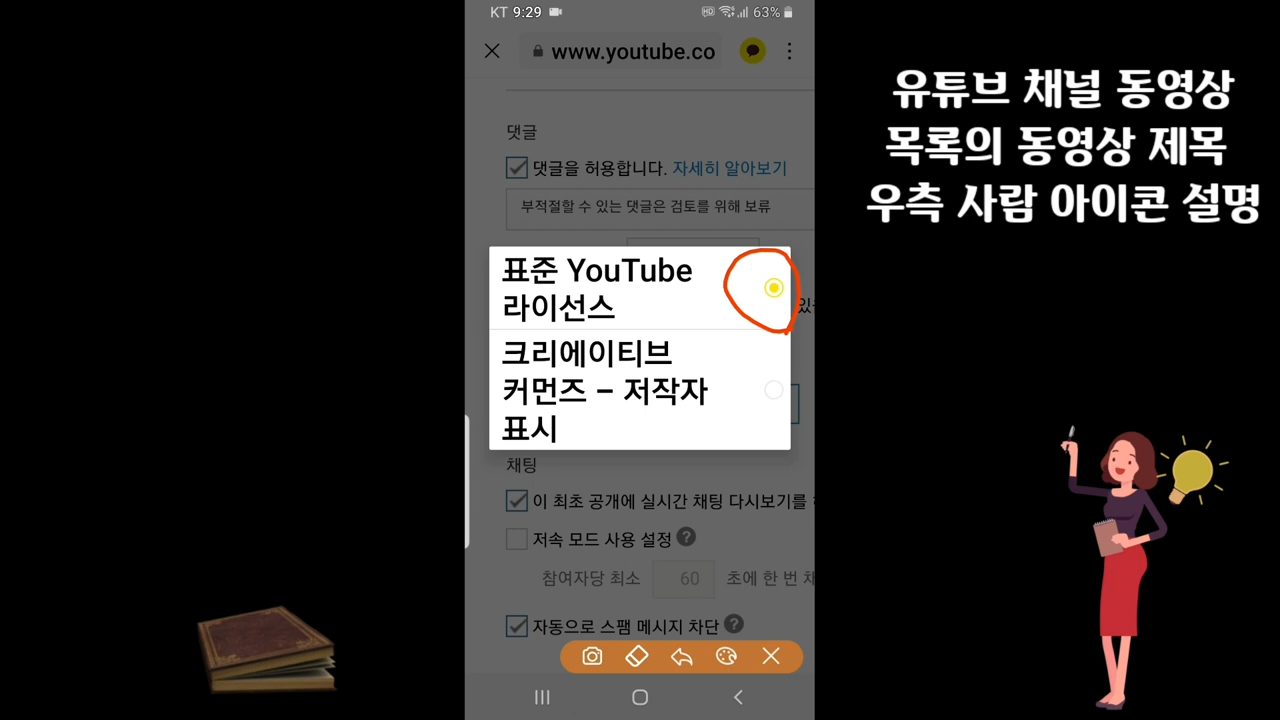 KT 9:29
HD 63%
www.youtube.co
유튜브 채널 동영상
목록의 동영상 제목
우측 사람 아이콘 설명
댓글
댓글을 허용합니다. 자세히 알아보기
부적절할 수 있는 댓글은 검토를 위해 보류
표준 YouTube
라이선스
크리에이티브
커먼즈 – 저작자
표시
채팅
이 최초 공개에 실시간 채팅 다시보기를
저속 모드 사용 설정 ?
참여자당 최소 60 초에 한 번
자동으로 스팸 메시지 차단 ?